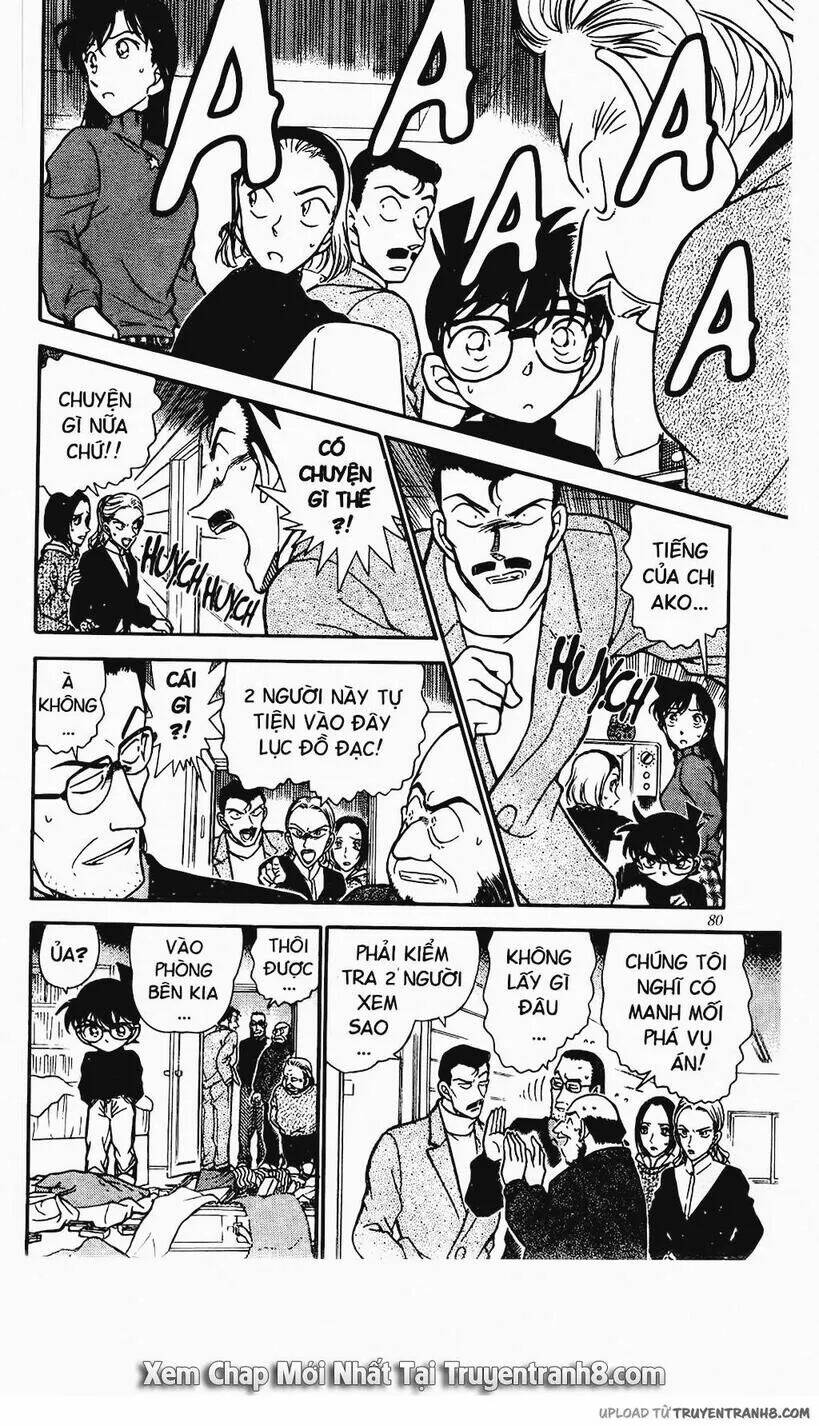 A
A
A
A
A
A
TIẾNG
CỦA CHỊ
AKO...
HUỴCH
CÓ
CHUYỆN
GÌ THẾ
?!
HUỴCH HUỴCH
CHUYỆN
GÌ NỮA
CHỨ!!
2 NGƯỜI NÀY TỰ
TIỆN VÀO ĐÂY
LỤC ĐỒ ĐẠC!
CÁI
GÌ
?!
À
KHÔNG
...
80
CHÚNG TÔI
NGHĨ CÓ
MANH MỐI
PHÁ VỤ
ÁN!
KHÔNG
LẤY GÌ
ĐÂU
...
PHẢI KIỂM
TRA 2 NGƯỜI
XEM
SAO
...
THÔI
ĐƯỢC
...
VÀO
PHÒNG
BÊN KIA
...
ỦA?
Xem Chap Mới Nhất Tại Truyentranh8.com
UPLOAD TỪ TRUYENTRANH8.COM